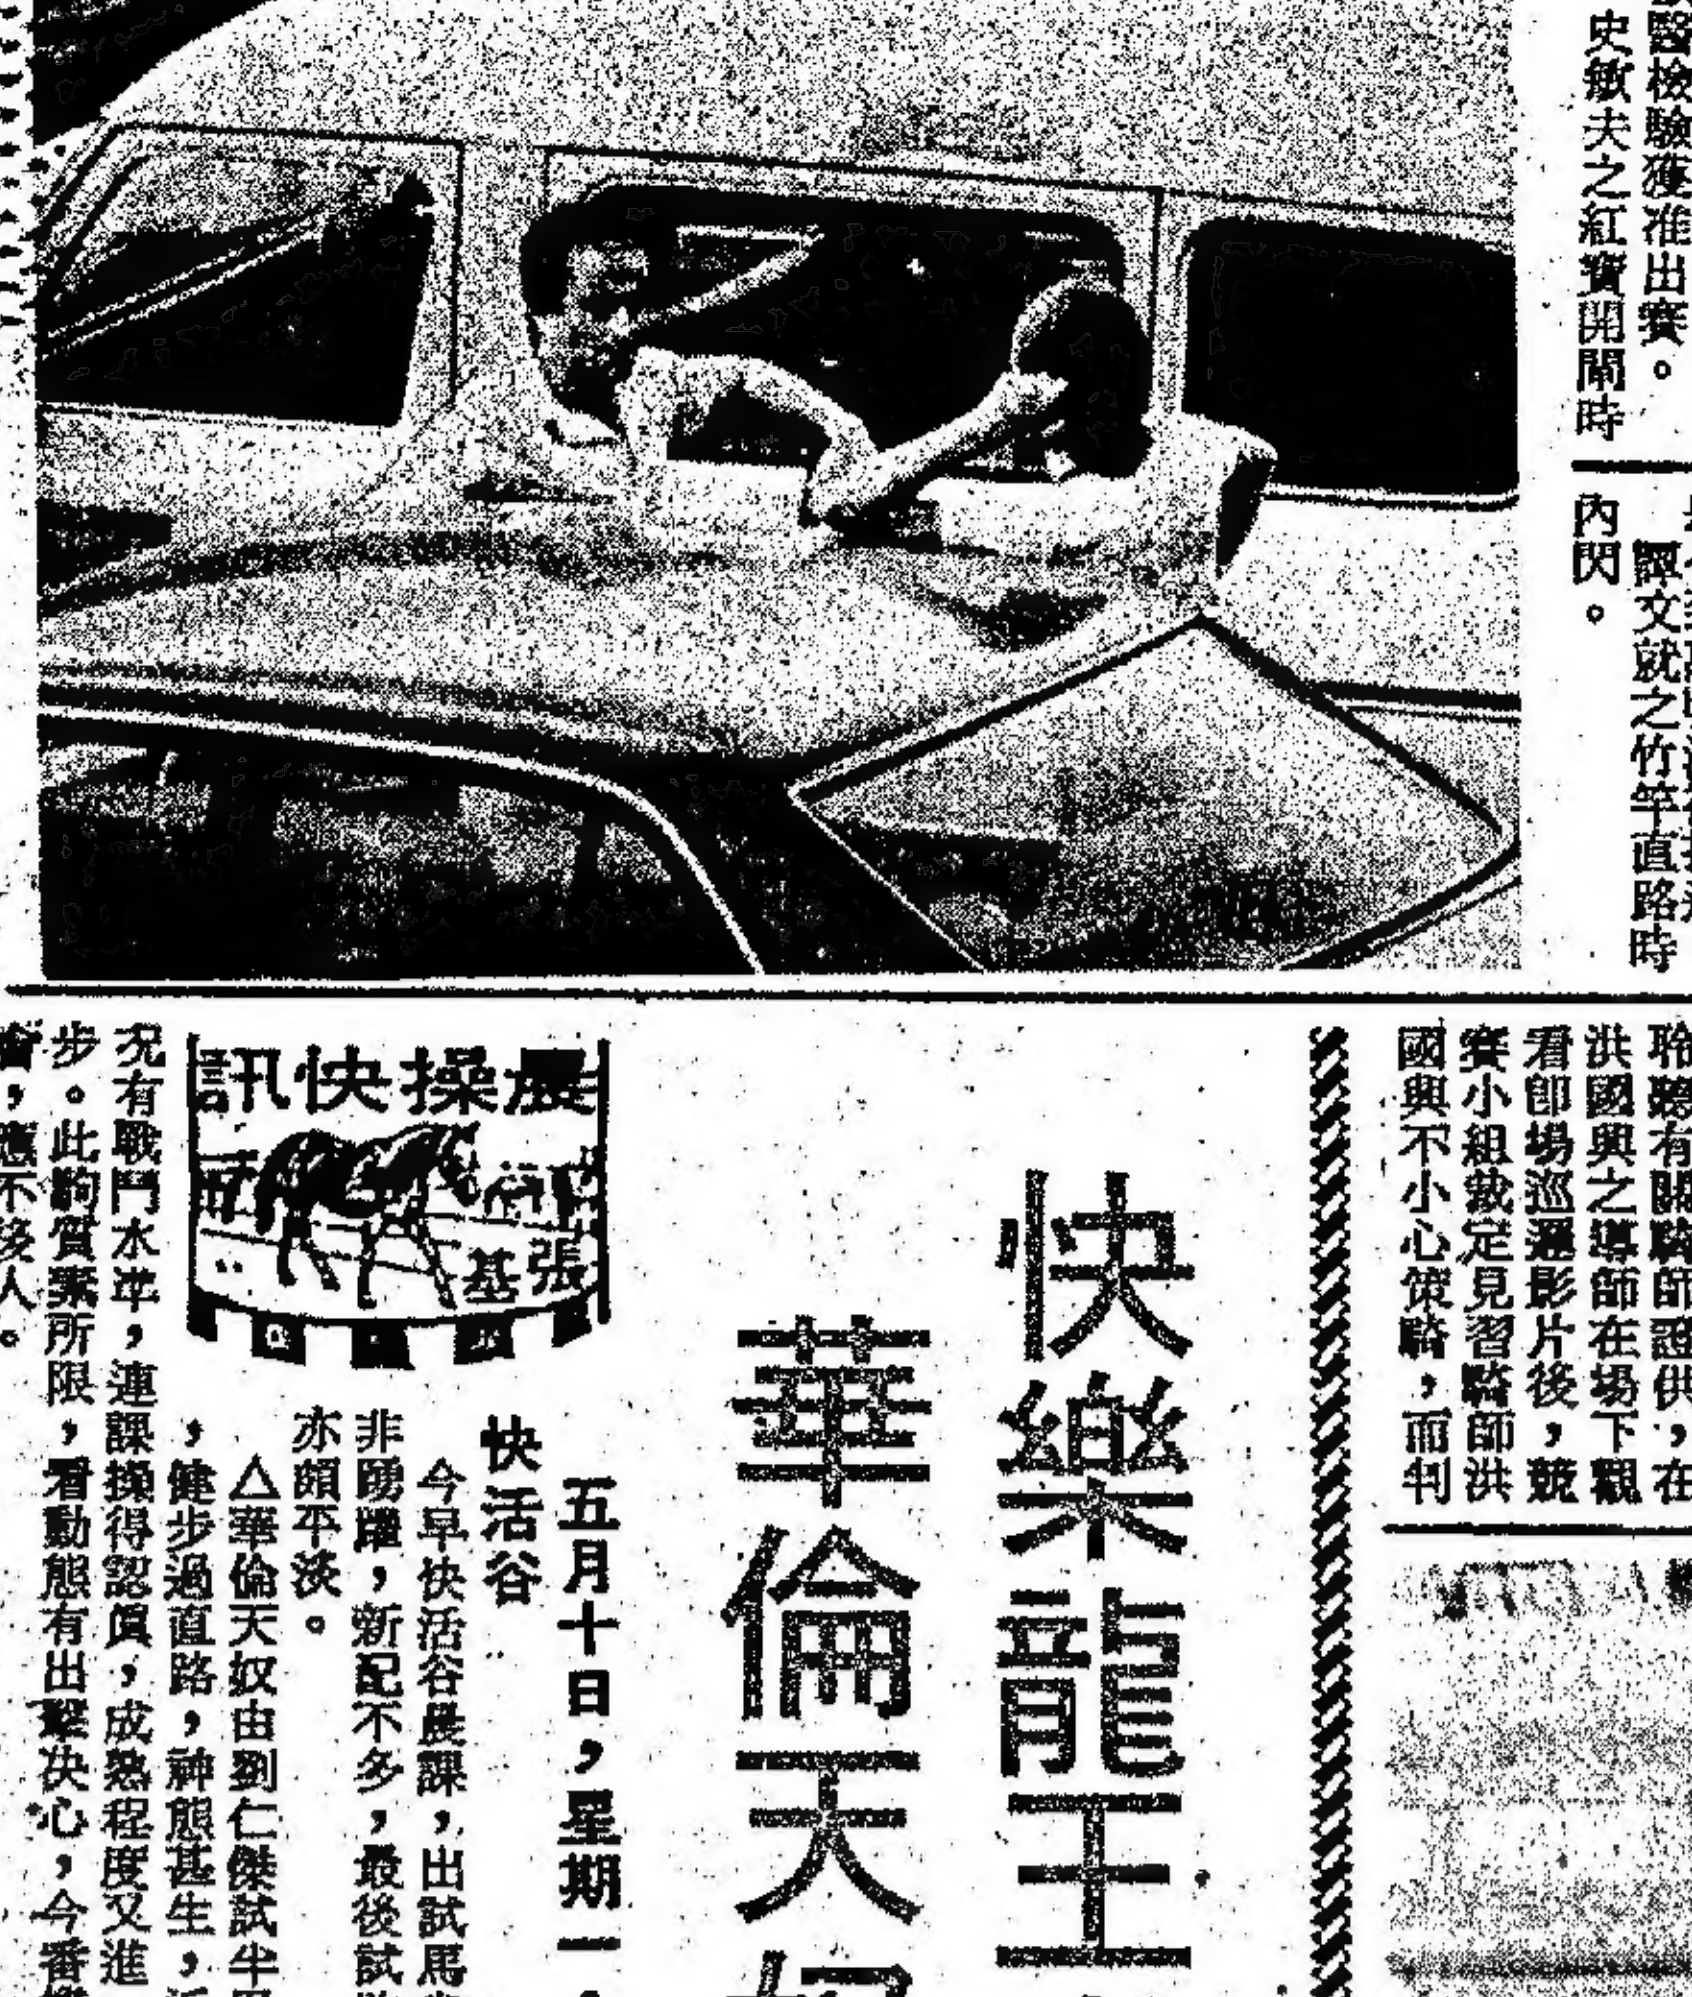 醫檢驗獲准出賽。
史敏夫之紅寶開閘時
內閃。
譚文就之竹竿直路時
聆聽有關騎師證供，在
洪國興之導師在場下觀
看即場巡邏影片後，競
賽小組裁定見習騎師洪
國興不小心策騎，而判
快樂龍王
華倫天奴
晨操快訊
張基
五月十日，星期一
快活谷
今早快活谷晨課，出試馬
非踴躍，新配不多，最後試
亦頗平淡。
△華倫天奴由劉仁傑試半
，健步過直路，神態甚生，
況有戰鬥水準，連課操得認眞，成熟程度又進
步。此駒質素所限，看動態有出擊决心，今番
，應不後人。